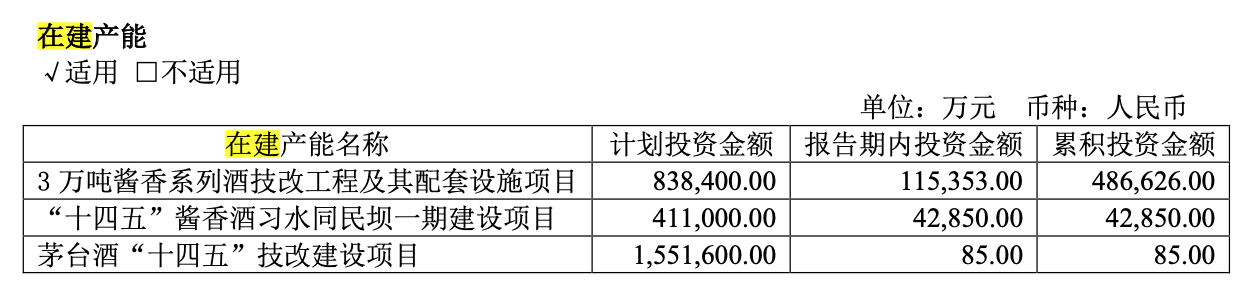 在建产能
√适用 □不适用
单位：万元 币种：人民币
在建产能名称 计划投资金额 报告期内投资金额 累积投资金额
3 万吨酱香系列酒技改工程及其配套设施项目 838,400.00 115,353.00 486,626.00
“十四五”酱香酒习水同民坝一期建设项目 411,000.00 42,850.00 42,850.00
茅台酒“十四五”技改建设项目 1,551,600.00 85.00 85.00